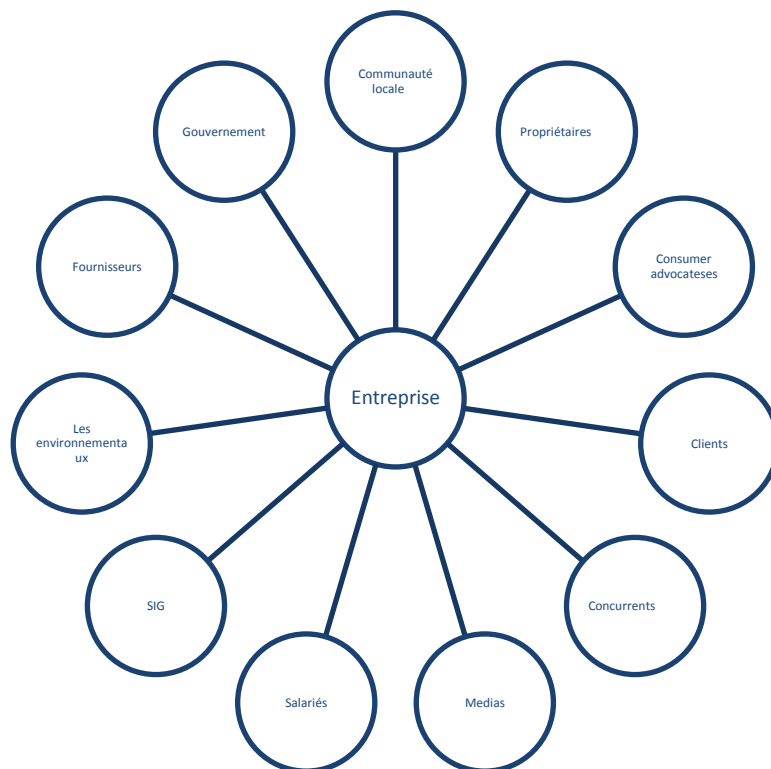 Communauté
locale
Gouvernement
Propriétaires
Fournisseurs
Consumer
advocateses
Entreprise
Les
environnementa
ux
Clients
SIG
Concurrents
Salariés
Medias